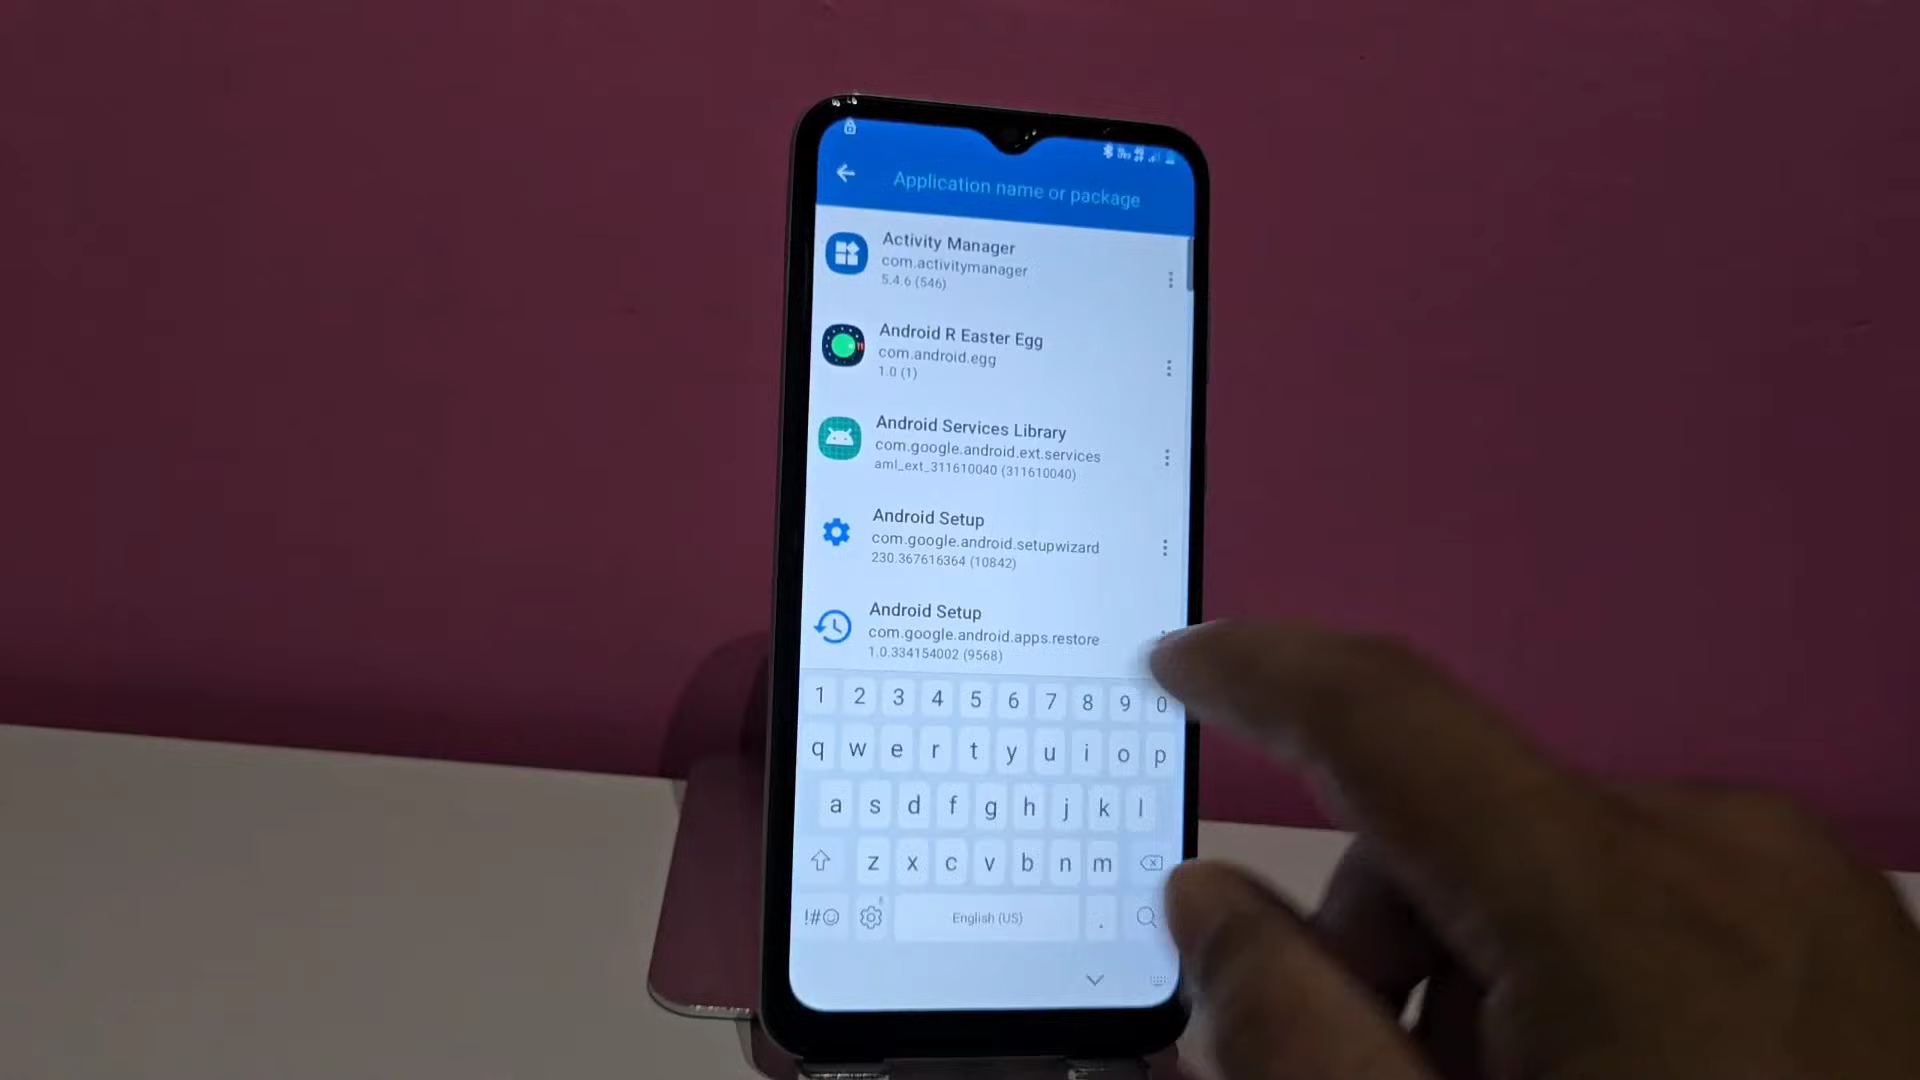 Application name or package
Activity Manager
com.activitymanager
5.4.6 (546)
Android R Easter Egg
com.android.egg
1.0 (1)
Android Services Library
com.google.android.ext.services
aml_ext_311610040 (311610040)
Android Setup
com.google.android.setupwizard
230.367616364 (10842)
Android Setup
com.google.android.apps.restore
1.0.334154002 (9568)
1 2 3 4 5 6 7 8 9 0
q w e r t y u i o p
a s d f g h j k l
z x c v b n m
!#☺ English (US) .